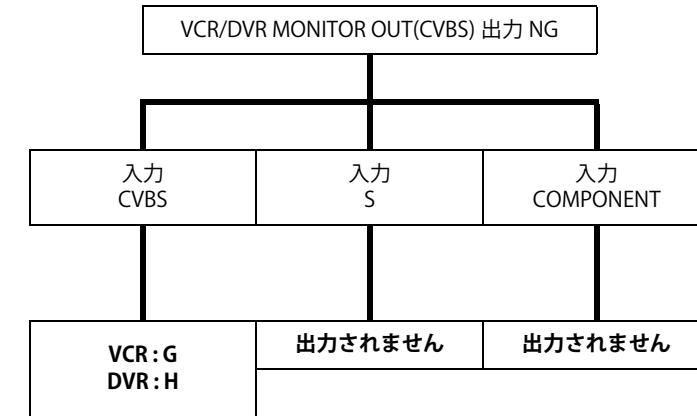 VCR/DVR MONITOR OUT(CVBS) 出力 NG
入力
CVBS
入力
S
入力
COMPONENT
VCR : G
DVR : H
出力されません
出力されません